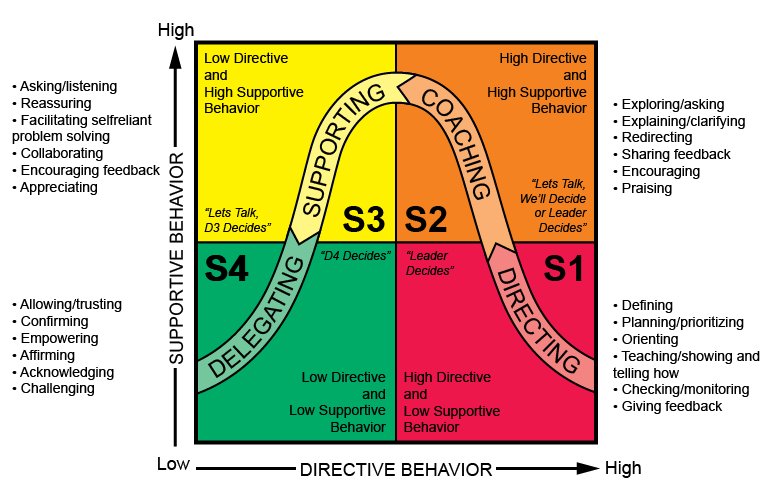 High
Low Directive
and
High Supportive
Behavior
High Directive
and
High Supportive
Behavior
• Asking/listening
• Reassuring
• Facilitating selfreliant
problem solving
• Collaborating
• Encouraging feedback
• Appreciating
SUPPORTING
COACHING
• Exploring/asking
• Explaining/clarifying
• Redirecting
• Sharing feedback
• Encouraging
• Praising
"Lets Talk,
D3 Decides"
S3
S2
"Lets Talk,
We'll Decide
or Leader
Decides"
SUPPORTIVE BEHAVIOR
S4
"D4 Decides"
"Leader
Decides"
S1
DELEGATING
DIRECTING
• Allowing/trusting
• Confirming
• Empowering
• Affirming
• Acknowledging
• Challenging
• Defining
• Planning/prioritizing
• Orienting
• Teaching/showing and
telling how
• Checking/monitoring
• Giving feedback
Low Directive
and
Low Supportive
Behavior
High Directive
and
Low Supportive
Behavior
Low
DIRECTIVE BEHAVIOR
High